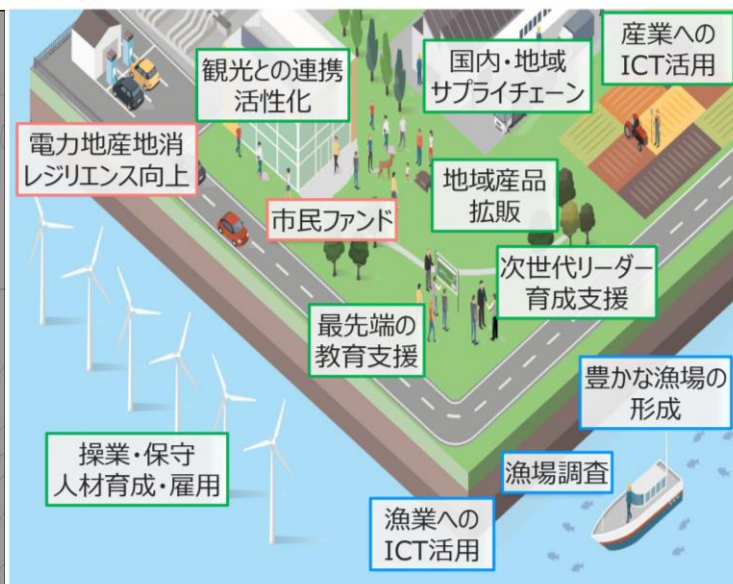 産業への
ICT活用
国内・地域
サプライチェーン
観光との連携
活性化
電力地産地消
レジリエンス向上
地域産品
拡販
市民ファンド
次世代リーダー
育成支援
最先端の
教育支援
豊かな漁場の
形成
操業・保守
人材育成・雇用
漁場調査
漁業への
ICT活用